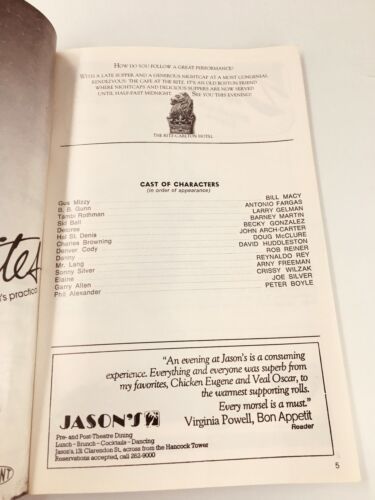 HOW DO YOU FOLLOW A GREAT PERFORMANCE?
WITH A LATE SUPPER AND A GENEROUS NIGHTCAP AT A MOST CONGENIAL
RENDEZVOUS: THE CAFE AT THE RITZ. IT'S AN OLD BOSTON FRIEND
WHERE NIGHTCAPS AND DELICIOUS SUPPERS ARE NOW SERVED
UNTIL HALF-PAST MIDNIGHT. SEE YOU THIS EVENING!
THE RITZ-CARLTON HOTEL
CAST OF CHARACTERS
(in order of appearance)
Gus Mizzy BILL MACY
B. B. Gunn ANTONIO FARGAS
Tambi Rothman LARRY GELMAN
Ski Ball BARNEY MARTIN
Delores BECKY GONZALEZ
Hal St. Denis JOHN ARCH-CARTER
Charles Browning DOUG McCLURE
Denver Cody DAVID HUDDLESTON
Denny ROB REINER
Mr. Lang REYNALDO REY
Sonny Silver ARNY FREEMAN
Elaine CRISSY WILZAK
Garry Allen JOE SILVER
Phil Alexander PETER BOYLE
"An evening at Jason's is a consuming
experience. Everything and everyone was superb from
my favorites, Chicken Eugene and Veal Oscar, to
the warmest supporting rolls.
Every morsel is a must."
Virginia Powell, Bon Appetit
Reader
JASON'S
Pre- and Post-Theatre Dining
Lunch - Brunch - Cocktails - Dancing
Jason's 131 Clarendon St., across from the Hancock Tower
Reservations accepted, call 262-9000
5